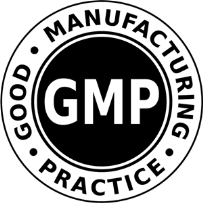 GOOD • MANUFACTURING • PRACTICE •
GMP